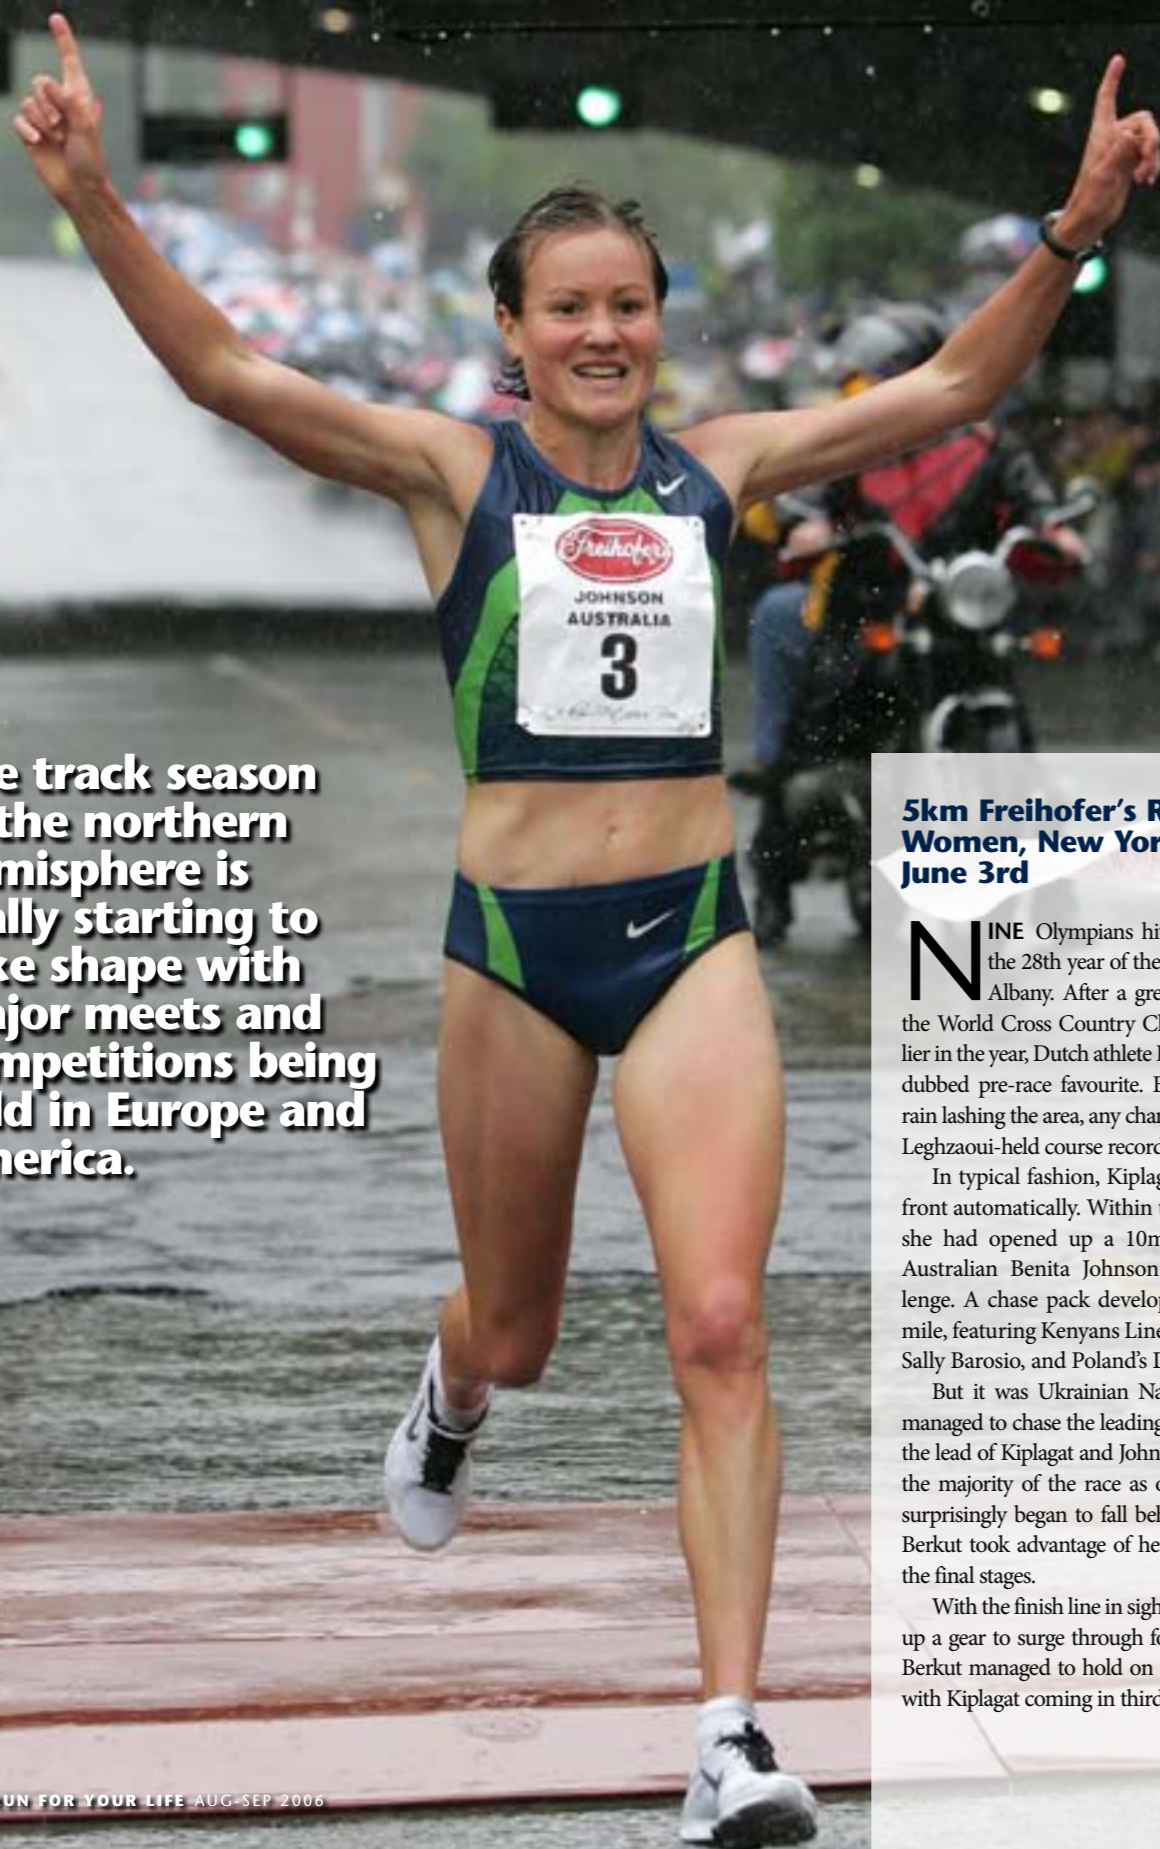 Freihofer's
JOHNSON
AUSTRALIA
3
e track season
the northern
misphere is
ally starting to
ke shape with
ajor meets and
mpetitions being
ld in Europe and
merica.
5km Freihofer's R
Women, New Yor
June 3rd
NINE Olympians hi
the 28th year of the
Albany. After a gre
the World Cross Country Cl
lier in the year, Dutch athlete
dubbed pre-race favourite. B
rain lashing the area, any chan
Leghzaoui-held course record
In typical fashion, Kiplag
front automatically. Within t
she had opened up a 10m
Australian Benita Johnson
lenge. A chase pack develop
mile, featuring Kenyans Line
Sally Barosio, and Poland's D
But it was Ukrainian Na
managed to chase the leading
the lead of Kiplagat and John
the majority of the race as o
surprisingly began to fall beh
Berkut took advantage of he
the final stages.
With the finish line in sigh
up a gear to surge through fo
Berkut managed to hold on
with Kiplagat coming in third
UN FOR YOUR LIFE AUG-SEP 2006